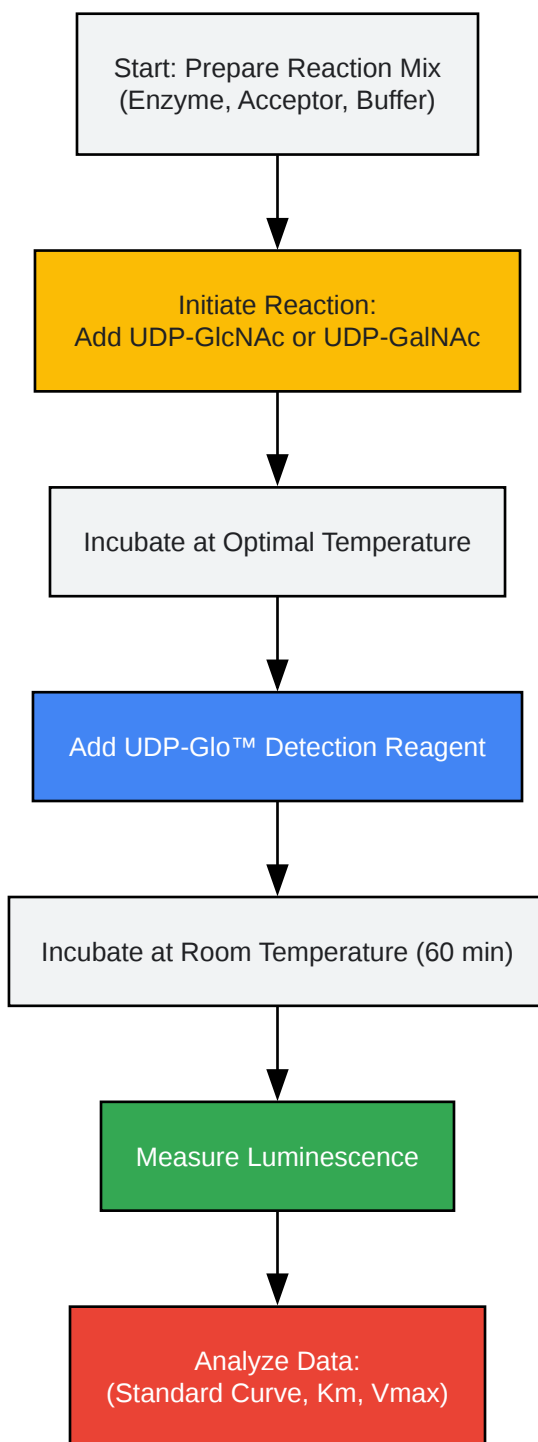 Start: Prepare Reaction Mix
(Enzyme, Acceptor, Buffer)
Initiate Reaction:
Add UDP-GlcNAc or UDP-GalNAc
Incubate at Optimal Temperature
Add UDP-Glo™ Detection Reagent
Incubate at Room Temperature (60 min)
Measure Luminescence
Analyze Data:
(Standard Curve, Km, Vmax)